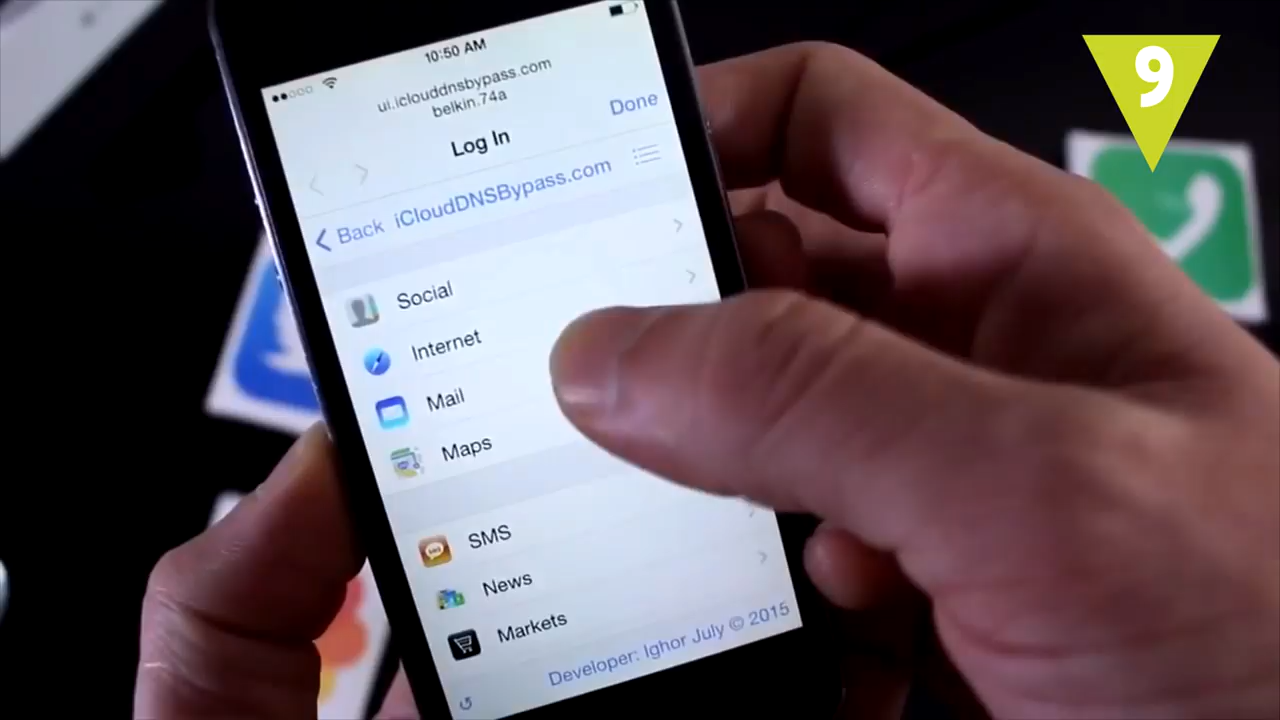 9
10:50 AM
ui.iclouddnsbypass.com
belkin.74a
Done
Log In
Back iCloudDNSBypass.com
Social
Internet
Mail
Maps
SMS
News
Markets
Developer: Ighor July © 2015